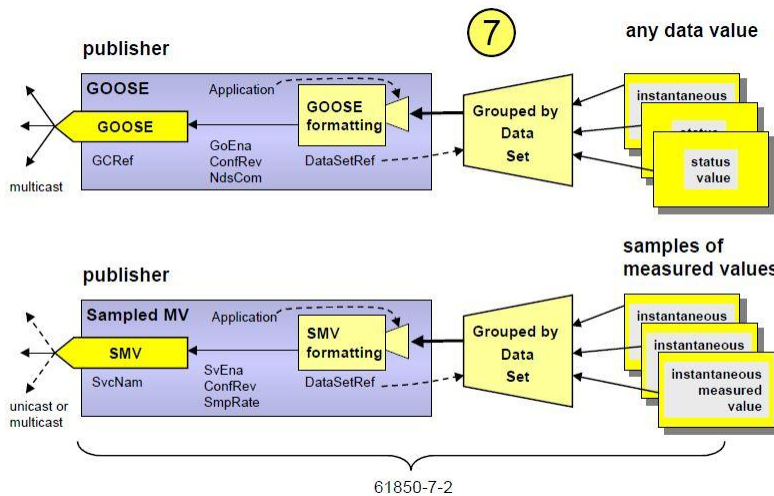 7
any data value
publisher
GOOSE
Application
GOOSE
formatting
Grouped by
Data
Set
instantaneous
status
status
value
GOOSE
GCRef
GoEna
ConfRev
NdsCom
DataSetRef
multicast
samples of
measured values
publisher
Sampled MV
Application
SMV
formatting
Grouped by
Data
Set
instantaneous
instantaneous
instantaneous
measured
value
SMV
SvcNam
SvEna
ConfRev
SmpRate
DataSetRef
unicast or
multicast
61850-7-2